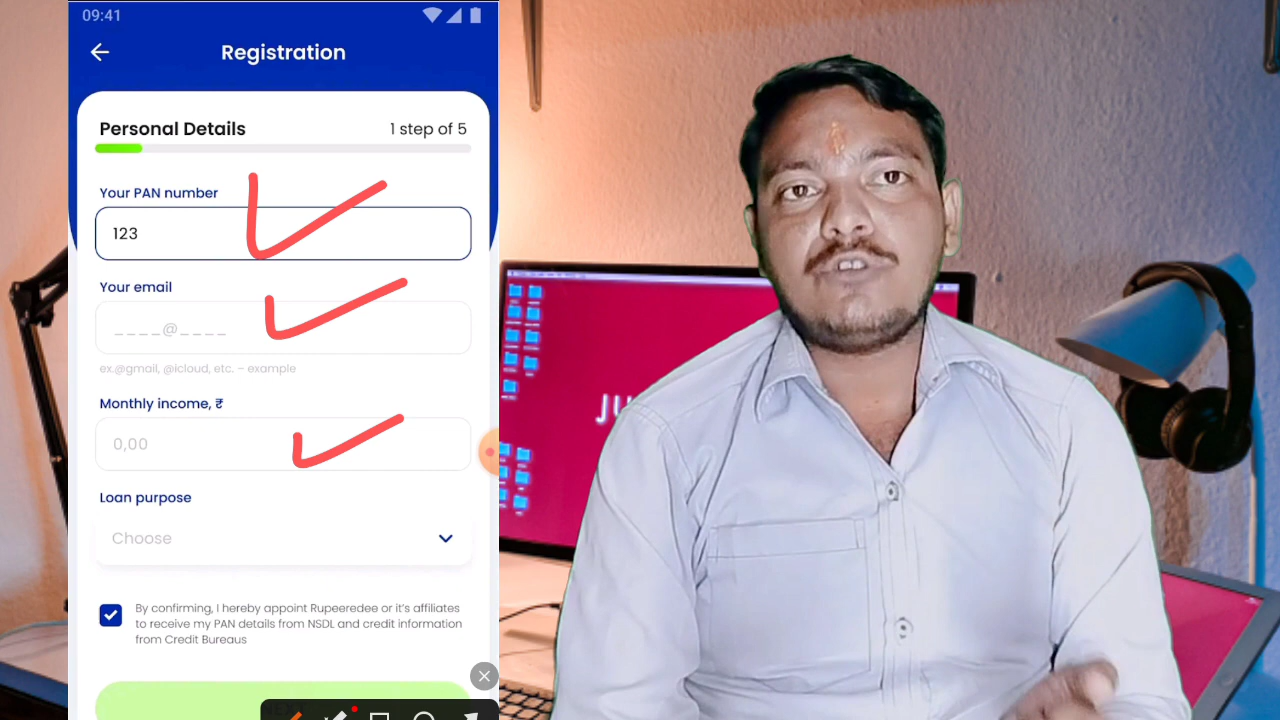 09:41
Registration
Personal Details
1 step of 5
Your PAN number
123
Your email
____@____
ex.@gmail, @icloud, etc. – example
Monthly income, ₹
0,00
Loan purpose
Choose
By confirming, I hereby appoint Rupeeredee or it's affiliates
to receive my PAN details from NSDL and credit information
from Credit Bureaus
JU